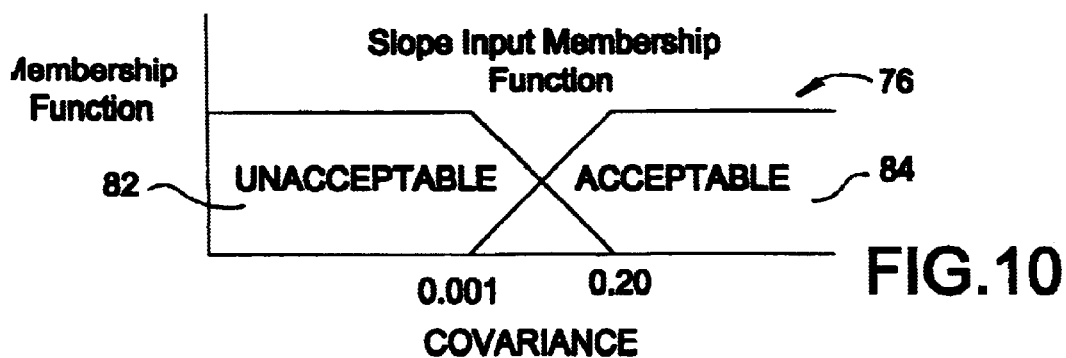 Slope Input Membership
Function
Membership
Function
76
82
UNACCEPTABLE
ACCEPTABLE
84
0.001
0.20
COVARIANCE
FIG.10